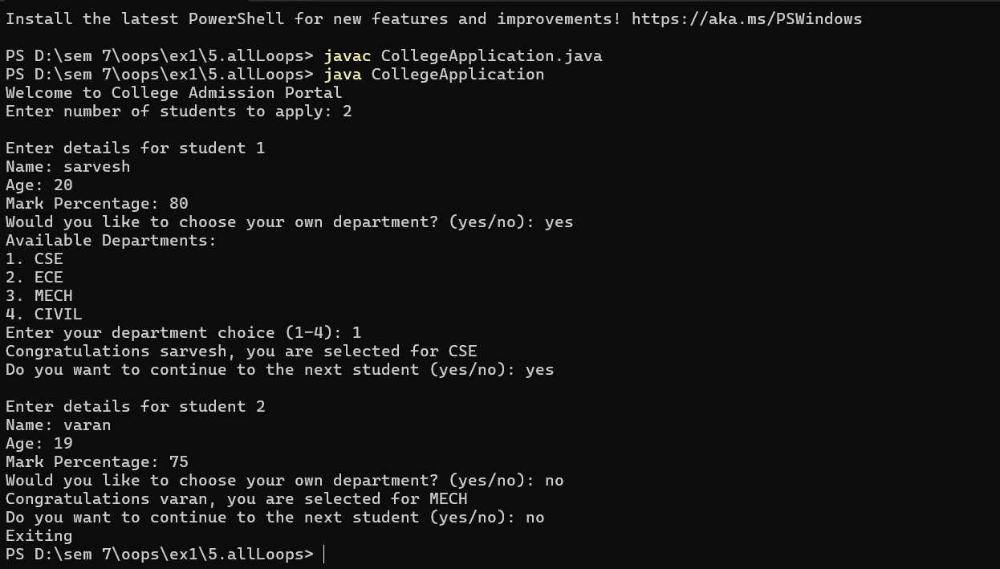 Install the latest PowerShell for new features and improvements! https://aka.ms/PSWindows
PS D:\sem 7\oops\ex1\5.allLoops> javac CollegeApplication.java
PS D:\sem 7\oops\ex1\5.allLoops> java CollegeApplication
Welcome to College Admission Portal
Enter number of students to apply: 2
Enter details for student 1
Name: sarvesh
Age: 20
Mark Percentage: 80
Would you like to choose your own department? (yes/no): yes
Available Departments:
1. CSE
2. ECE
3. MECH
4. CIVIL
Enter your department choice (1-4): 1
Congratulations sarvesh, you are selected for CSE
Do you want to continue to the next student (yes/no): yes
Enter details for student 2
Name: varan
Age: 19
Mark Percentage: 75
Would you like to choose your own department? (yes/no): no
Congratulations varan, you are selected for MECH
Do you want to continue to the next student (yes/no): no
Exiting
PS D:\sem 7\oops\ex1\5.allLoops>